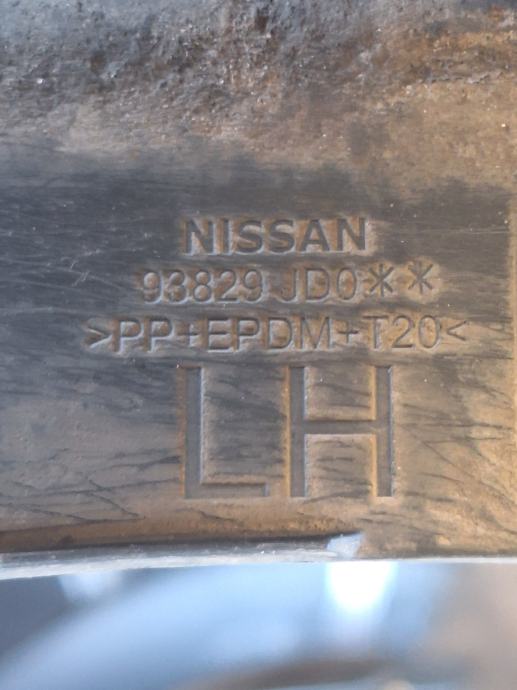 NISSAN
93829 JD0**
>PP+EPDM+T20<
LH